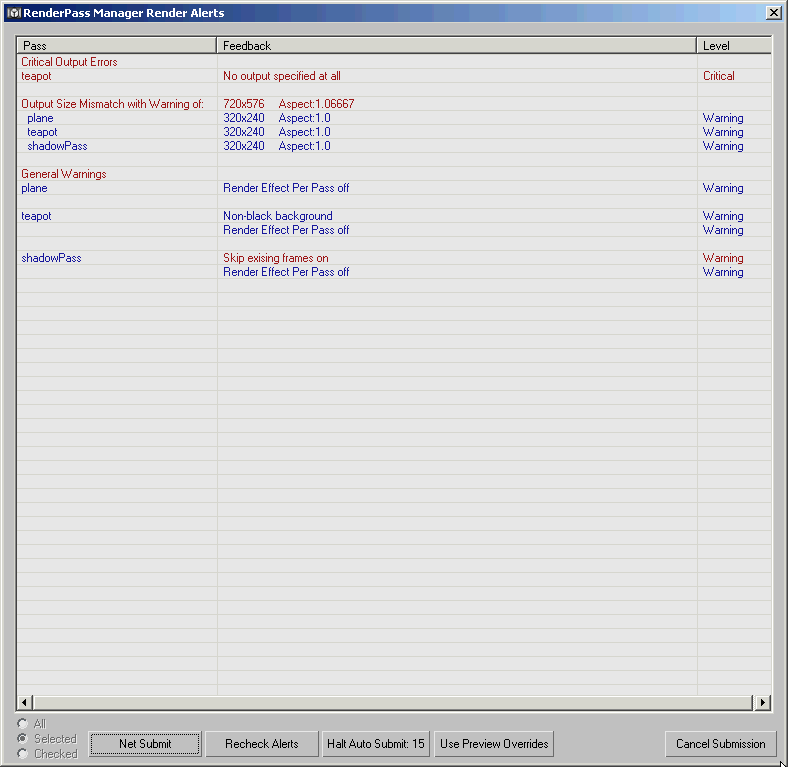 RenderPass Manager Render Alerts
Pass Feedback Level
Critical Output Errors
teapot No output specified at all Critical
Output Size Mismatch with Warning of: 720x576 Aspect:1.06667
plane 320x240 Aspect:1.0 Warning
teapot 320x240 Aspect:1.0 Warning
shadowPass 320x240 Aspect:1.0 Warning
General Warnings
plane Render Effect Per Pass off Warning
teapot Non-black background Warning
Render Effect Per Pass off Warning
shadowPass Skip exising frames on Warning
Render Effect Per Pass off Warning
All
Selected
Checked
Net Submit Recheck Alerts Halt Auto Submit: 15 Use Preview Overrides Cancel Submission